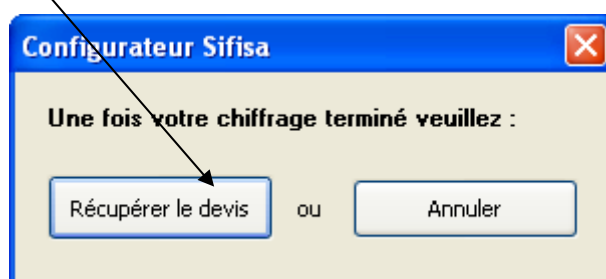 Configurateur Sifisa
Une fois votre chiffrage terminé veuillez :
Récupérer le devis ou Annuler